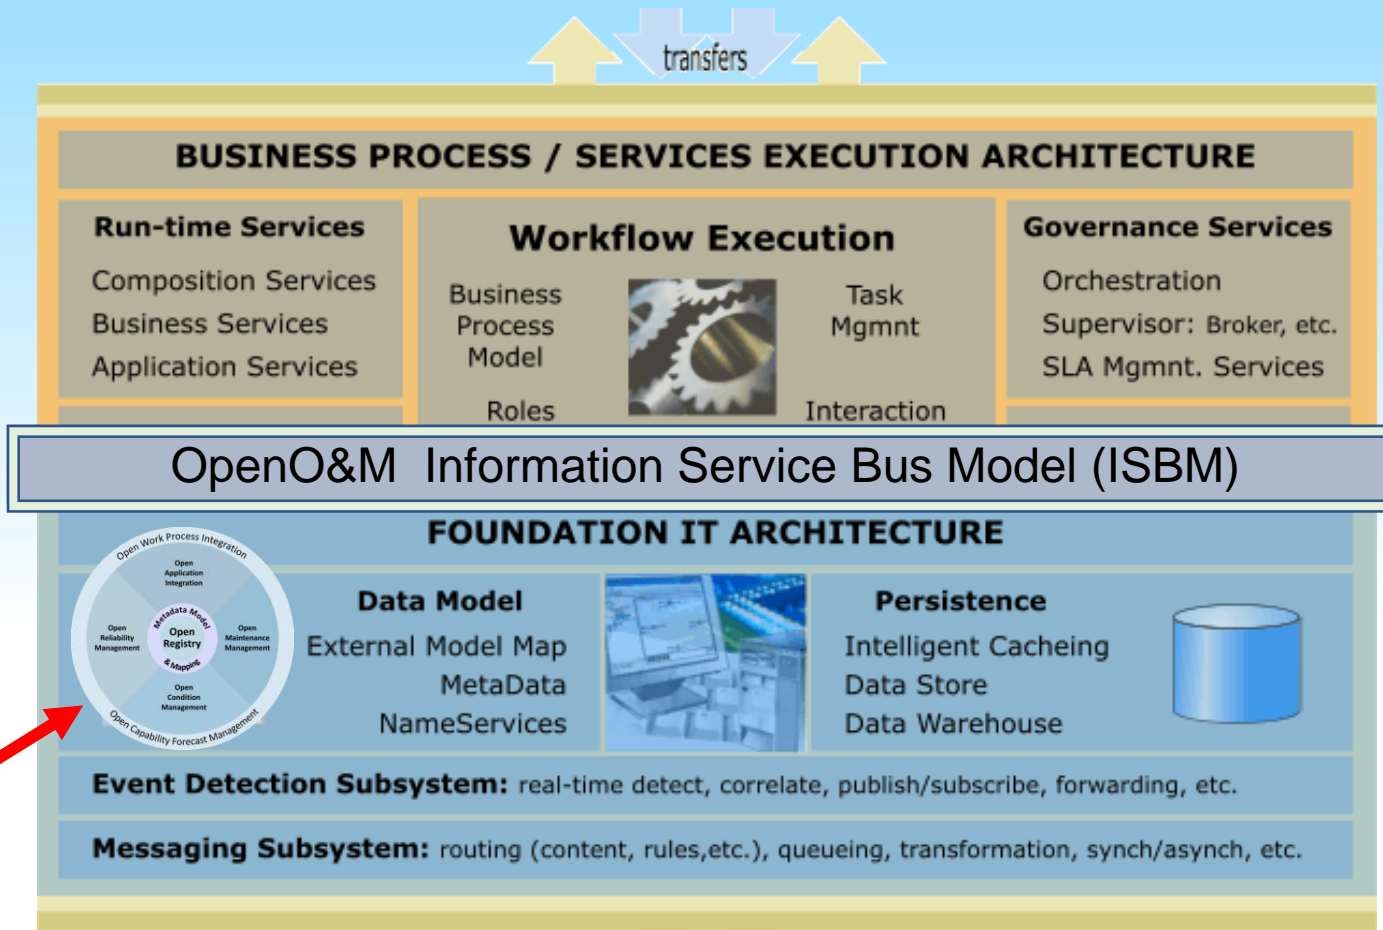 transfers
BUSINESS PROCESS / SERVICES EXECUTION ARCHITECTURE
Run-time Services
Composition Services
Business Services
Application Services
Workflow Execution
Business
Process
Model
Roles
Task
Mgmnt
Interaction
Governance Services
Orchestration
Supervisor: Broker, etc.
SLA Mgmnt. Services
OpenO&M Information Service Bus Model (ISBM)
FOUNDATION IT ARCHITECTURE
Open Work Process Integration
Open
Application
Integration
Open
Reliability
Management
Metadata Model
Open
Registry
& Mapping
Open
Maintenance
Management
Open
Condition
Management
Open Capability Forecast Management
Data Model
External Model Map
MetaData
NameServices
Persistence
Intelligent Cacheing
Data Store
Data Warehouse
Event Detection Subsystem: real-time detect, correlate, publish/subscribe, forwarding, etc.
Messaging Subsystem: routing (content, rules,etc.), queueing, transformation, synch/asynch, etc.